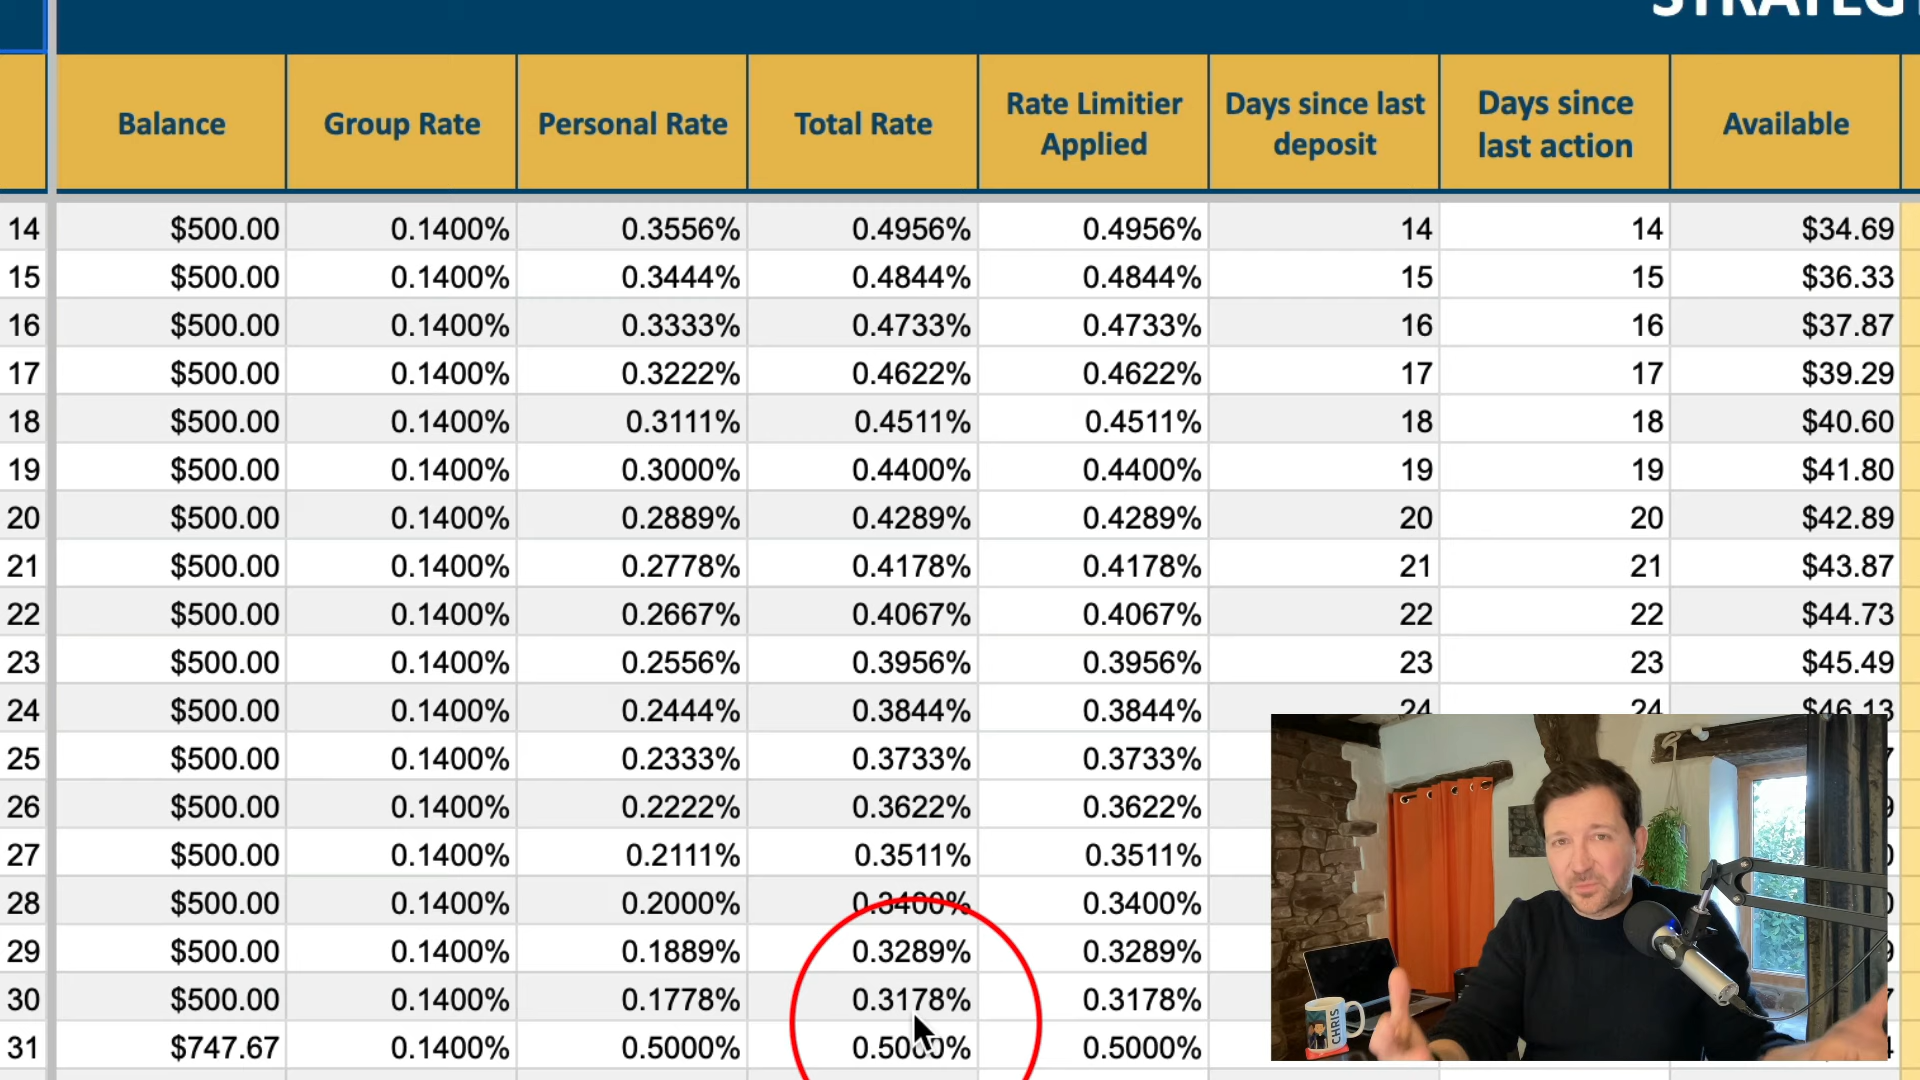 Balance Group Rate Personal Rate Total Rate Rate Limitier Applied Days since last deposit Days since last action Available
14 $500.00 0.1400% 0.3556% 0.4956% 0.4956% 14 14 $34.69
15 $500.00 0.1400% 0.3444% 0.4844% 0.4844% 15 15 $36.33
16 $500.00 0.1400% 0.3333% 0.4733% 0.4733% 16 16 $37.87
17 $500.00 0.1400% 0.3222% 0.4622% 0.4622% 17 17 $39.29
18 $500.00 0.1400% 0.3111% 0.4511% 0.4511% 18 18 $40.60
19 $500.00 0.1400% 0.3000% 0.4400% 0.4400% 19 19 $41.80
20 $500.00 0.1400% 0.2889% 0.4289% 0.4289% 20 20 $42.89
21 $500.00 0.1400% 0.2778% 0.4178% 0.4178% 21 21 $43.87
22 $500.00 0.1400% 0.2667% 0.4067% 0.4067% 22 22 $44.73
23 $500.00 0.1400% 0.2556% 0.3956% 0.3956% 23 23 $45.49
24 $500.00 0.1400% 0.2444% 0.3844% 0.3844% 24 24 $46.13
25 $500.00 0.1400% 0.2333% 0.3733% 0.3733%
26 $500.00 0.1400% 0.2222% 0.3622% 0.3622%
27 $500.00 0.1400% 0.2111% 0.3511% 0.3511%
28 $500.00 0.1400% 0.2000% 0.3400% 0.3400%
29 $500.00 0.1400% 0.1889% 0.3289% 0.3289%
30 $500.00 0.1400% 0.1778% 0.3178% 0.3178%
31 $747.67 0.1400% 0.5000% 0.5000% 0.5000%
CHRIS